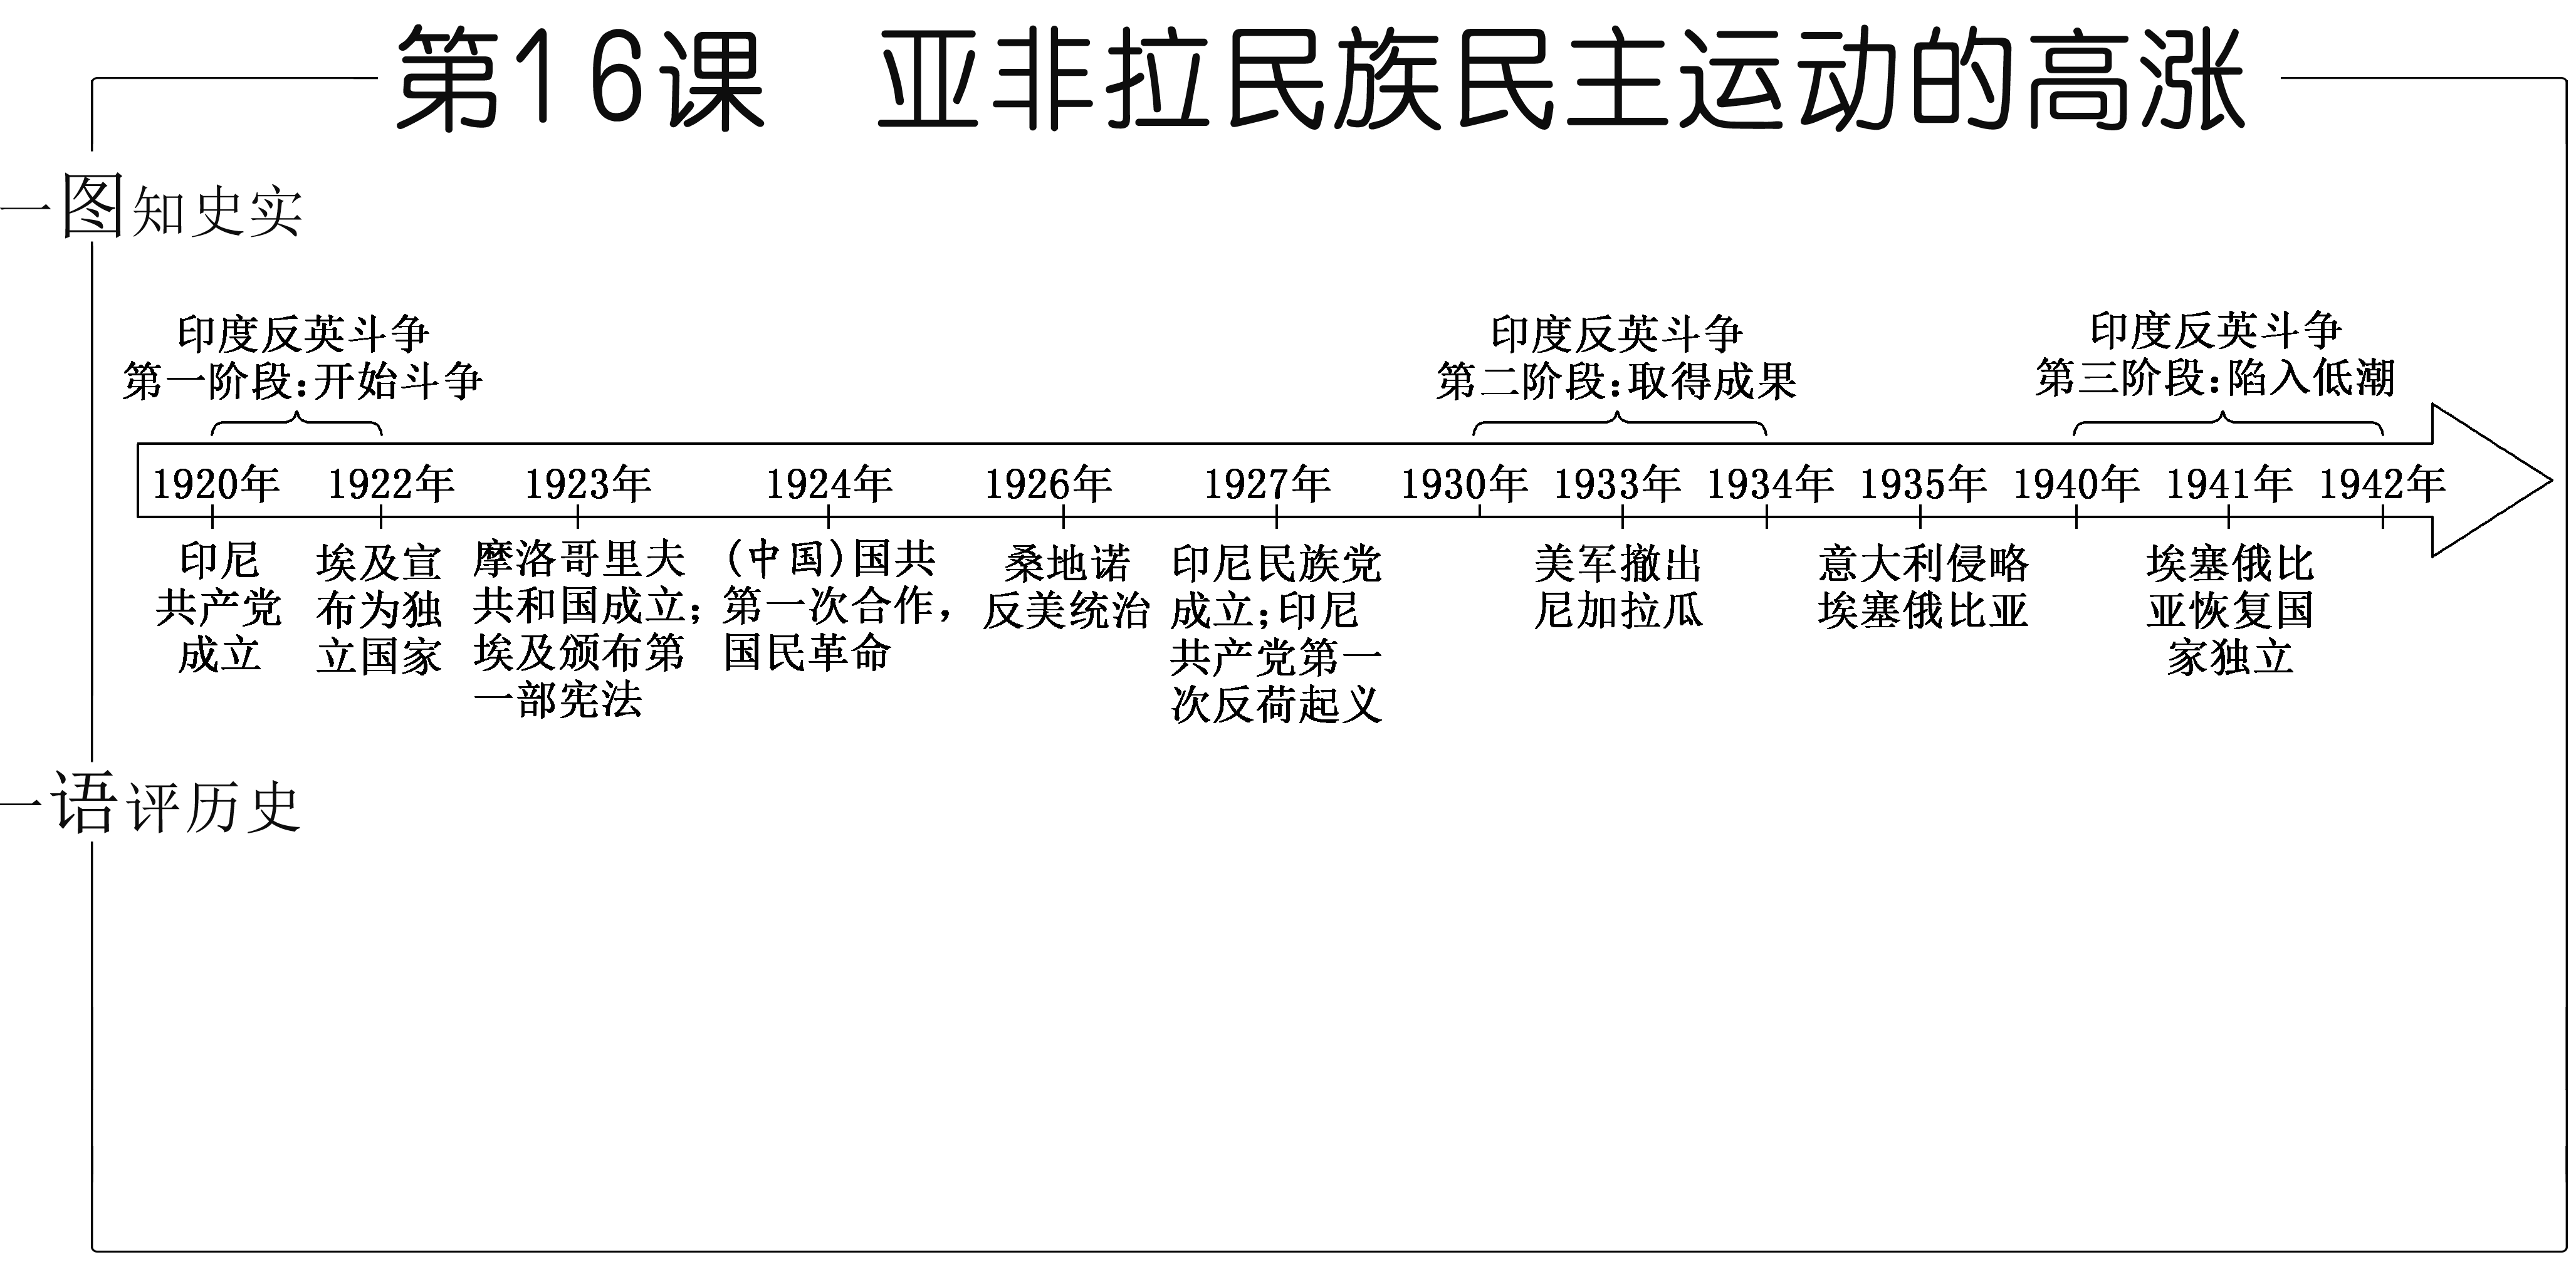 第16课 亚非拉民族民主运动的高涨
一图知史实
印度反英斗争
第一阶段:开始斗争
印度反英斗争
第二阶段:取得成果
印度反英斗争
第三阶段:陷入低潮
1920年 1922年 1923年 1924年 1926年 1927年 1930年 1933年 1934年 1935年 1940年 1941年 1942年
印尼
共产党
成立
埃及宣
布为独
立国家
摩洛哥里夫
共和国成立;
埃及颁布第
一部宪法
(中国)国共
第一次合作,
国民革命
桑地诺
反美统治
印尼民族党
成立;印尼
共产党第一
次反荷起义
美军撤出
尼加拉瓜
意大利侵略
埃塞俄比亚
埃塞俄比
亚恢复国
家独立
一语评历史